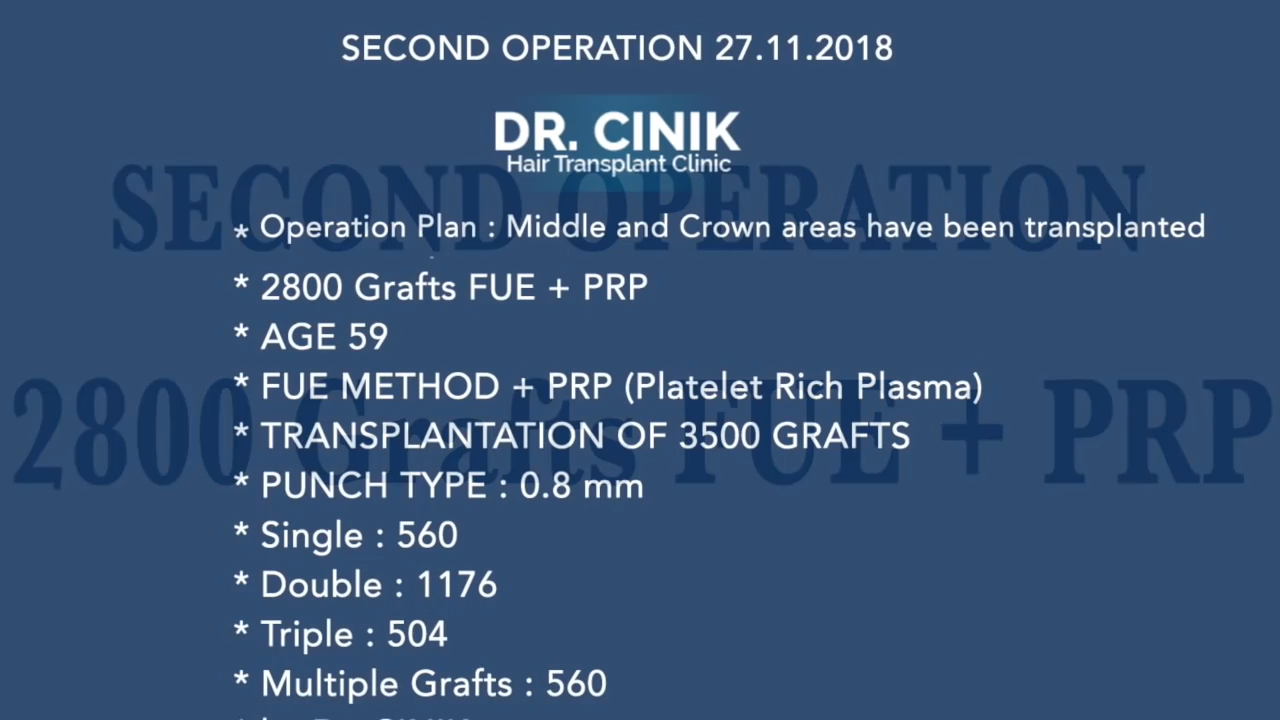 SECOND OPERATION 27.11.2018
DR. CINIK
Hair Transplant Clinic
SECOND OPERATION
* Operation Plan : Middle and Crown areas have been transplanted
* 2800 Grafts FUE + PRP
* AGE 59
* FUE METHOD + PRP (Platelet Rich Plasma)
2800 Grafts FUE + PRP
* TRANSPLANTATION OF 3500 GRAFTS
* PUNCH TYPE : 0.8 mm
* Single : 560
* Double : 1176
* Triple : 504
* Multiple Grafts : 560